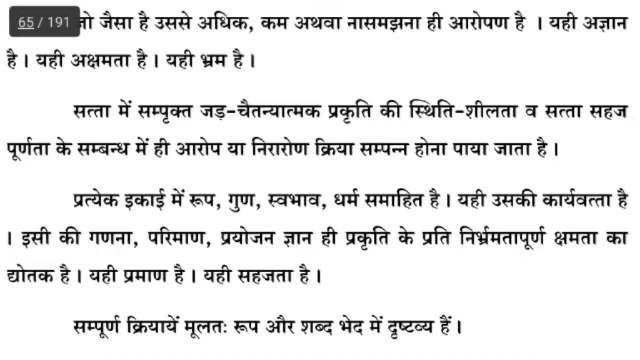 65 / 191
जो जैसा है उससे अधिक, कम अथवा नासमझना ही आरोपण है । यही अज्ञान
है। यही अक्षमता है। यही भ्रम है।
सत्ता में सम्पृक्त जड़-चैतन्यात्मक प्रकृति की स्थिति-शीलता व सत्ता सहज
पूर्णता के सम्बन्ध में ही आरोप या निरारोण क्रिया सम्पन्न होना पाया जाता है।
प्रत्येक इकाई में रूप, गुण, स्वभाव, धर्म समाहित है। यही उसकी कार्यवत्ता है
। इसी की गणना, परिमाण, प्रयोजन ज्ञान ही प्रकृति के प्रति निर्भ्रमतापूर्ण क्षमता का
द्योतक है। यही प्रमाण है। यही सहजता है।
सम्पूर्ण क्रियायें मूलतः रूप और शब्द भेद में दृष्टव्य हैं।